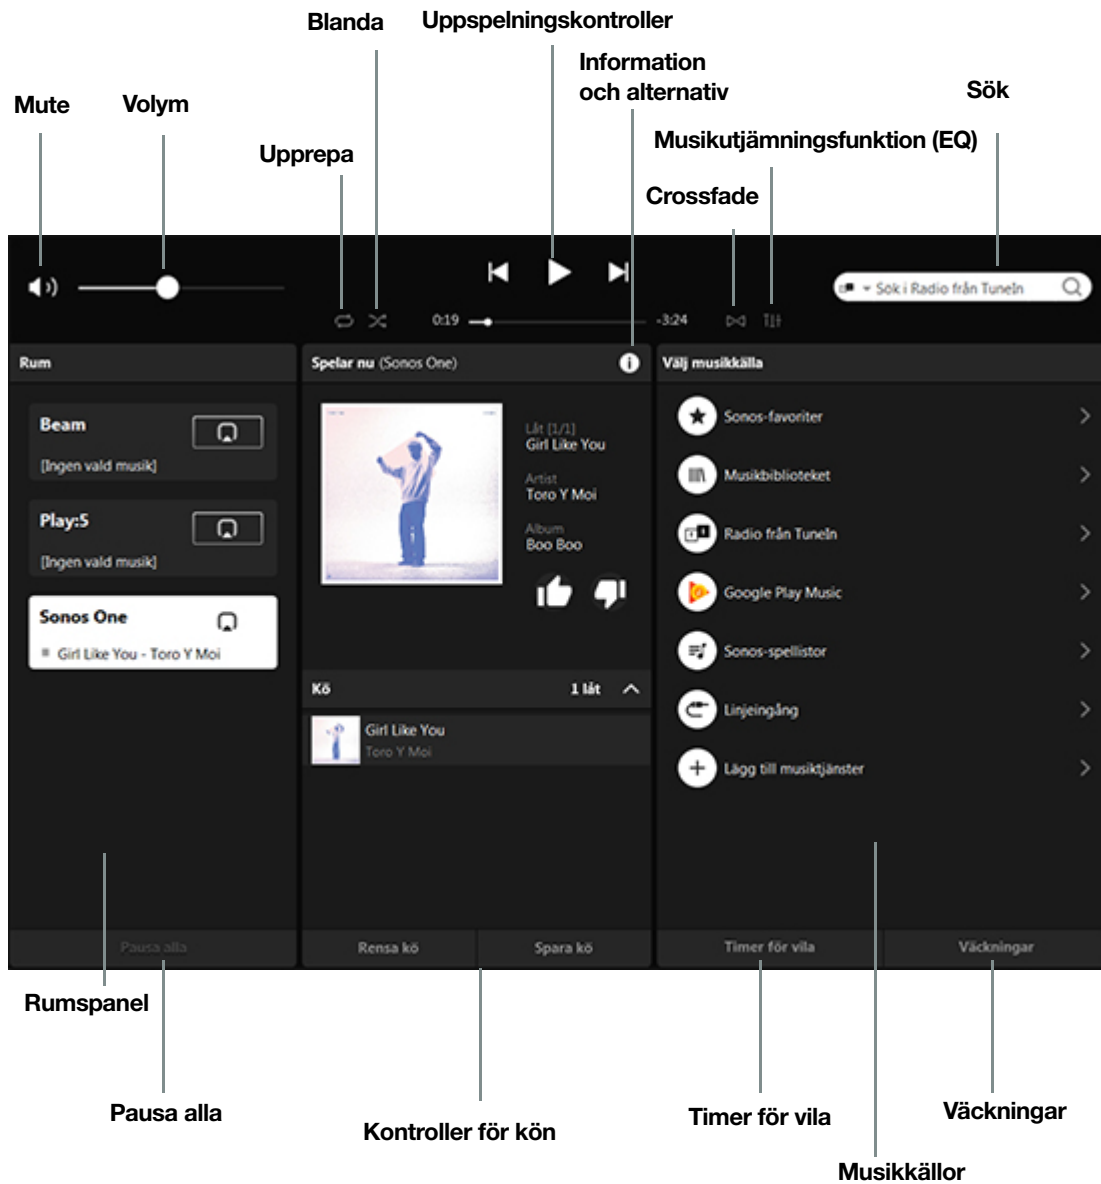 Blanda
Uppspelningskontroller
Information
och alternativ
Sök
Mute
Volym
Musikutjämningsfunktion (EQ)
Upprepa
Crossfade
Sök i Radio från TuneIn
0:19
-3:24
Rum
Spelar nu (Sonos One)
Välj musikkälla
Beam
[Ingen vald musik]
Play:5
[Ingen vald musik]
Sonos One
Girl Like You - Toro Y Moi
Låt [1/1]
Girl Like You
Artist
Toro Y Moi
Album
Boo Boo
Kö
1 låt
Girl Like You
Toro Y Moi
Sonos-favoriter
Musikbiblioteket
Radio från TuneIn
Google Play Music
Sonos-spellistor
Linjeingång
Lägg till musiktjänster
Pausa alla
Rensa kö
Spara kö
Timer för vila
Väckningar
Rumspanel
Pausa alla
Kontroller för kön
Timer för vila
Väckningar
Musikkällor